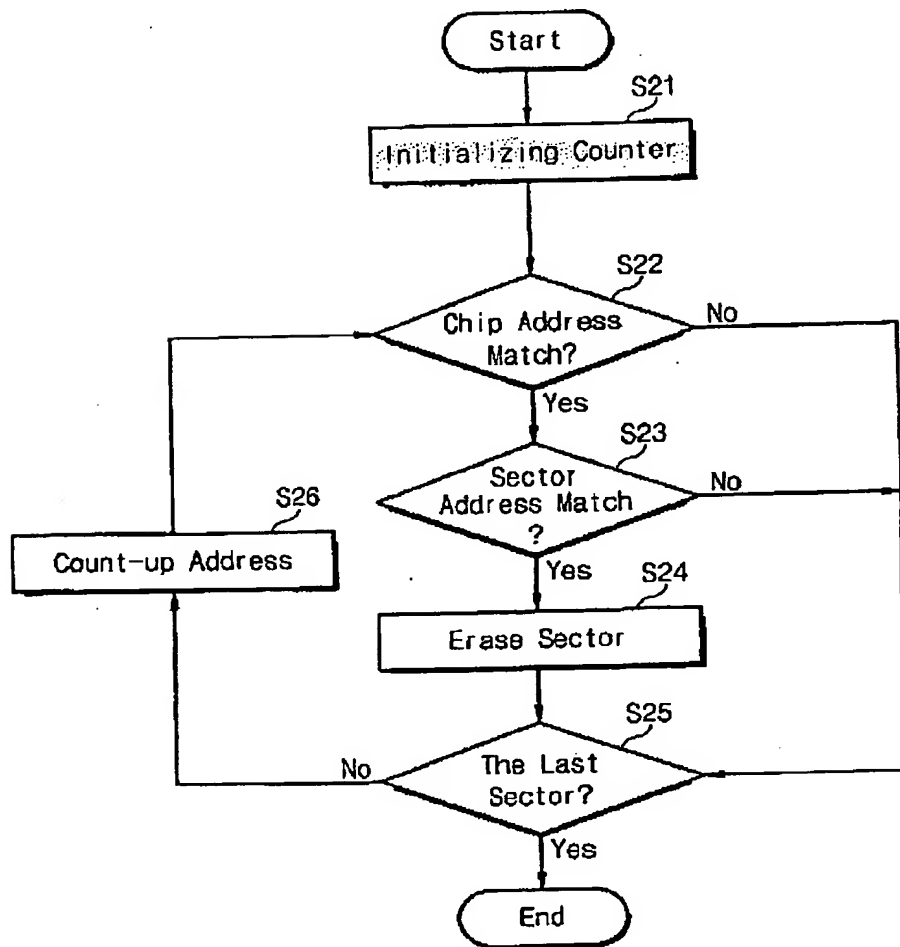 Start
S21
Initializing Counter
S22
Chip Address
Match?
No
Yes
S23
Sector
Address Match
?
No
Yes
S26
Count-up Address
S24
Erase Sector
S25
The Last
Sector?
No
Yes
End